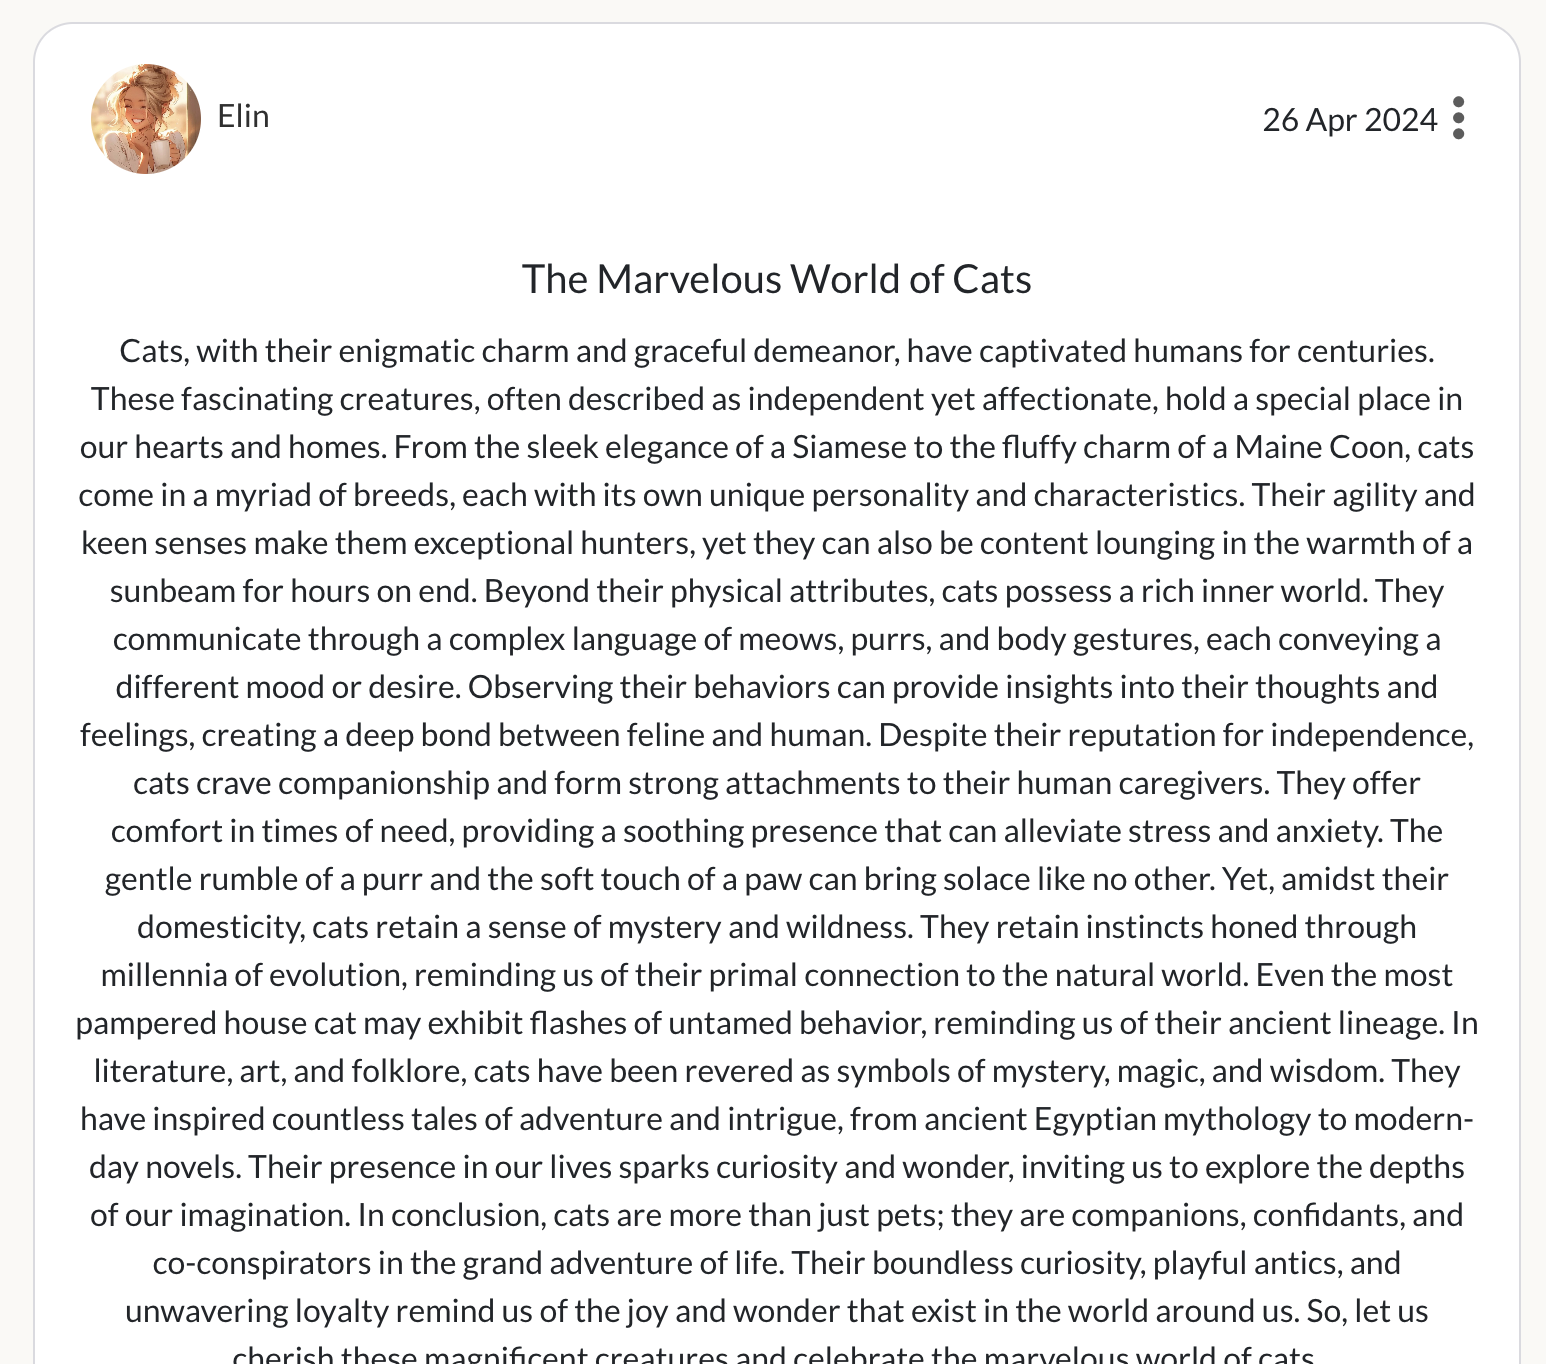 Elin
26 Apr 2024
The Marvelous World of Cats
Cats, with their enigmatic charm and graceful demeanor, have captivated humans for centuries.
These fascinating creatures, often described as independent yet affectionate, hold a special place in
our hearts and homes. From the sleek elegance of a Siamese to the fluffy charm of a Maine Coon, cats
come in a myriad of breeds, each with its own unique personality and characteristics. Their agility and
keen senses make them exceptional hunters, yet they can also be content lounging in the warmth of a
sunbeam for hours on end. Beyond their physical attributes, cats possess a rich inner world. They
communicate through a complex language of meows, purrs, and body gestures, each conveying a
different mood or desire. Observing their behaviors can provide insights into their thoughts and
feelings, creating a deep bond between feline and human. Despite their reputation for independence,
cats crave companionship and form strong attachments to their human caregivers. They offer
comfort in times of need, providing a soothing presence that can alleviate stress and anxiety. The
gentle rumble of a purr and the soft touch of a paw can bring solace like no other. Yet, amidst their
domesticity, cats retain a sense of mystery and wildness. They retain instincts honed through
millennia of evolution, reminding us of their primal connection to the natural world. Even the most
pampered house cat may exhibit flashes of untamed behavior, reminding us of their ancient lineage. In
literature, art, and folklore, cats have been revered as symbols of mystery, magic, and wisdom. They
have inspired countless tales of adventure and intrigue, from ancient Egyptian mythology to modern-
day novels. Their presence in our lives sparks curiosity and wonder, inviting us to explore the depths
of our imagination. In conclusion, cats are more than just pets; they are companions, confidants, and
co-conspirators in the grand adventure of life. Their boundless curiosity, playful antics, and
unwavering loyalty remind us of the joy and wonder that exist in the world around us. So, let us
cherish these magnificent creatures and celebrate the marvelous world of cats.